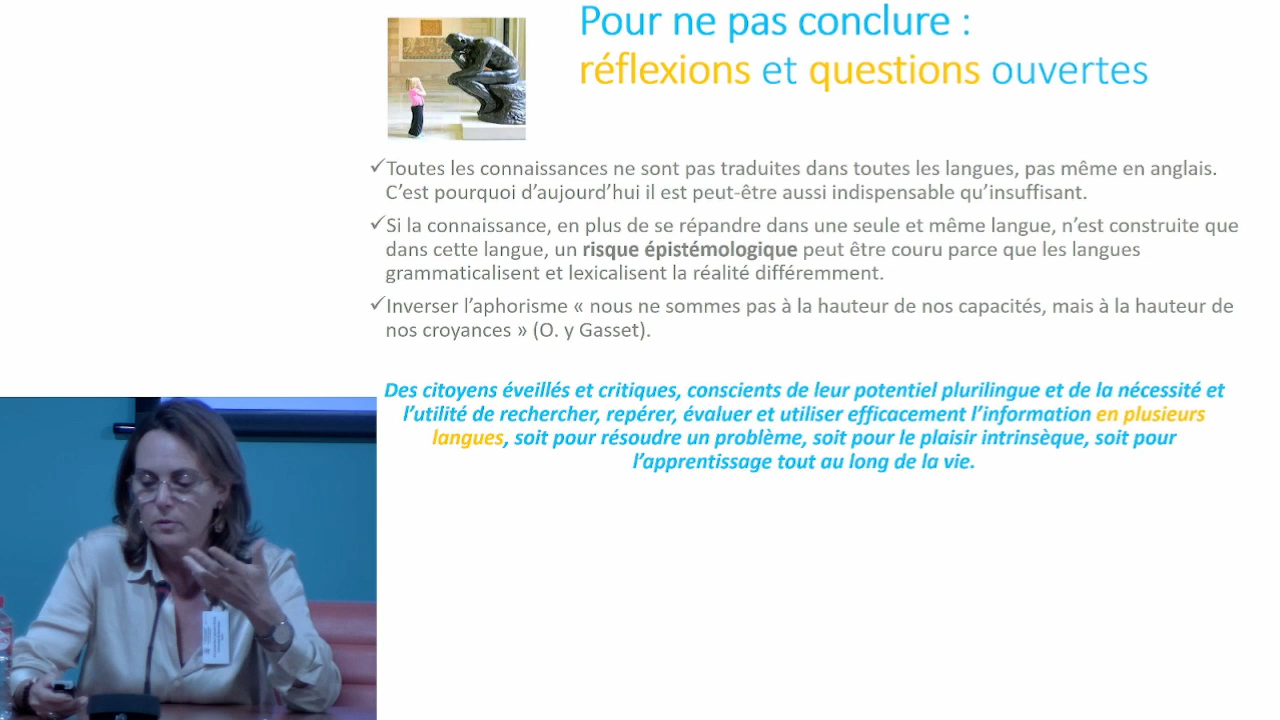 Pour ne pas conclure :
réflexions et questions ouvertes
✓Toutes les connaissances ne sont pas traduites dans toutes les langues, pas même en anglais.
C’est pourquoi d’aujourd’hui il est peut-être aussi indispensable qu’insuffisant.
✓Si la connaissance, en plus de se répandre dans une seule et même langue, n’est construite que
dans cette langue, un risque épistémologique peut être couru parce que les langues
grammaticalisent et lexicalisent la réalité différemment.
✓Inverser l’aphorisme « nous ne sommes pas à la hauteur de nos capacités, mais à la hauteur de
nos croyances » (O. y Gasset).
Des citoyens éveillés et critiques, conscients de leur potentiel plurilingue et de la nécessité et
l’utilité de rechercher, repérer, évaluer et utiliser efficacement l’information en plusieurs
langues, soit pour résoudre un problème, soit pour le plaisir intrinsèque, soit pour
l’apprentissage tout au long de la vie.